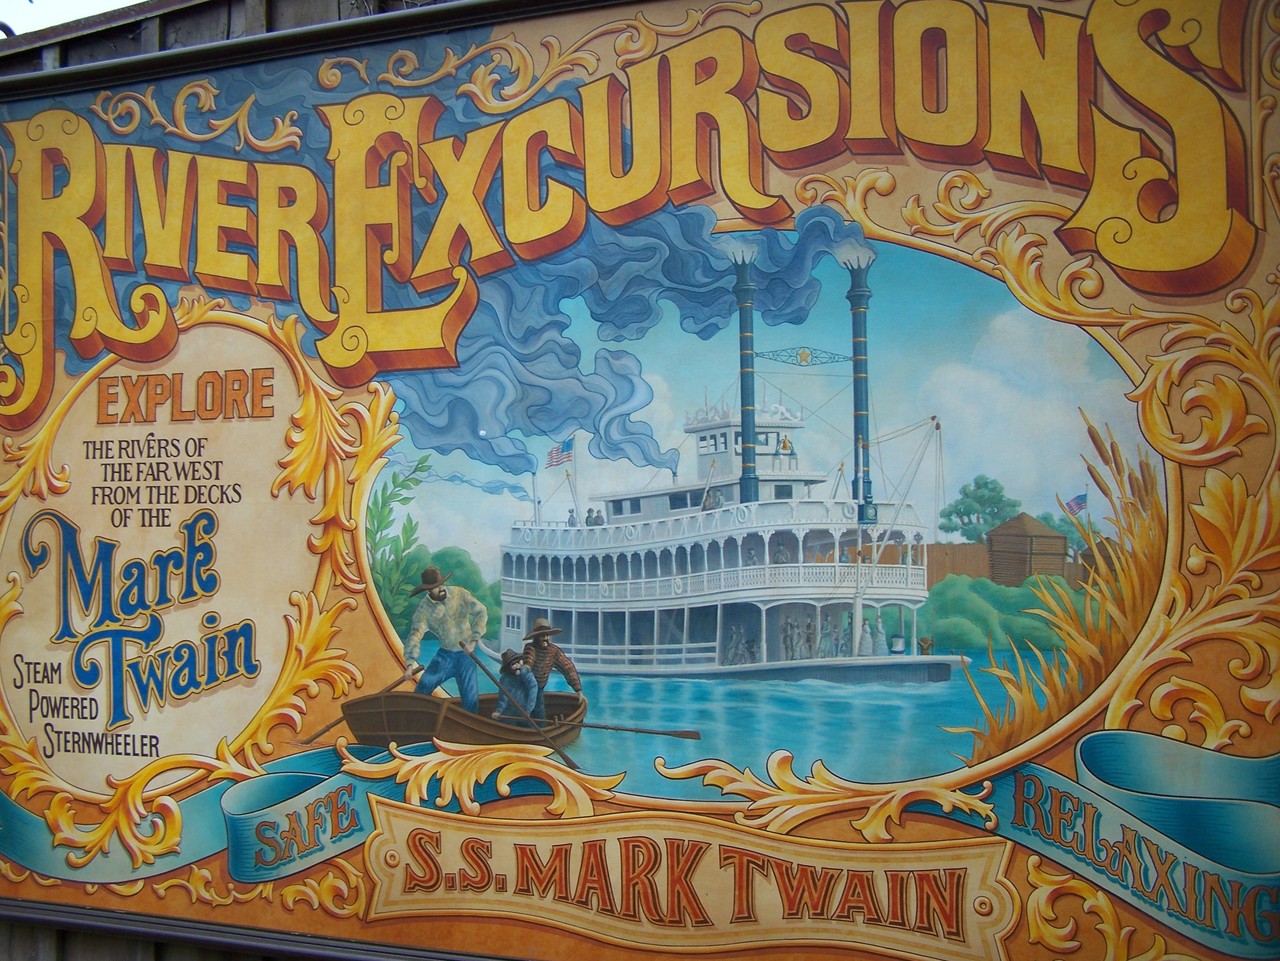 RIVER EXCURSIONS
EXPLORE
THE RIVERS OF
THE FAR WEST
FROM THE DECKS
OF THE
Mark
Twain
STEAM
POWERED
STERNWHEELER
SAFE
S.S. MARK TWAIN
RELAXING